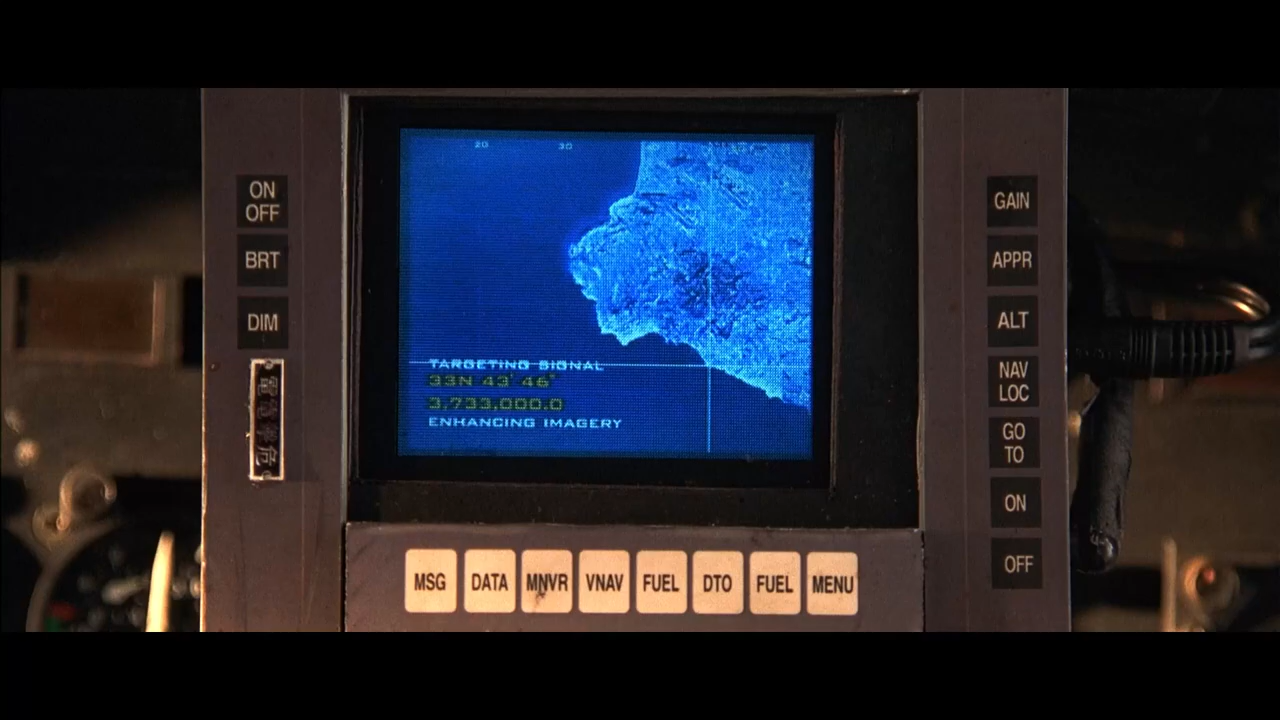 ON
OFF
BRT
DIM
20 30
TARGETING SIGNAL
33N 43' 46"
3,733,000.0
ENHANCING IMAGERY
GAIN
APPR
ALT
NAV
LOC
GO
TO
ON
OFF
MSG DATA MNVR VNAV FUEL DTO FUEL MENU